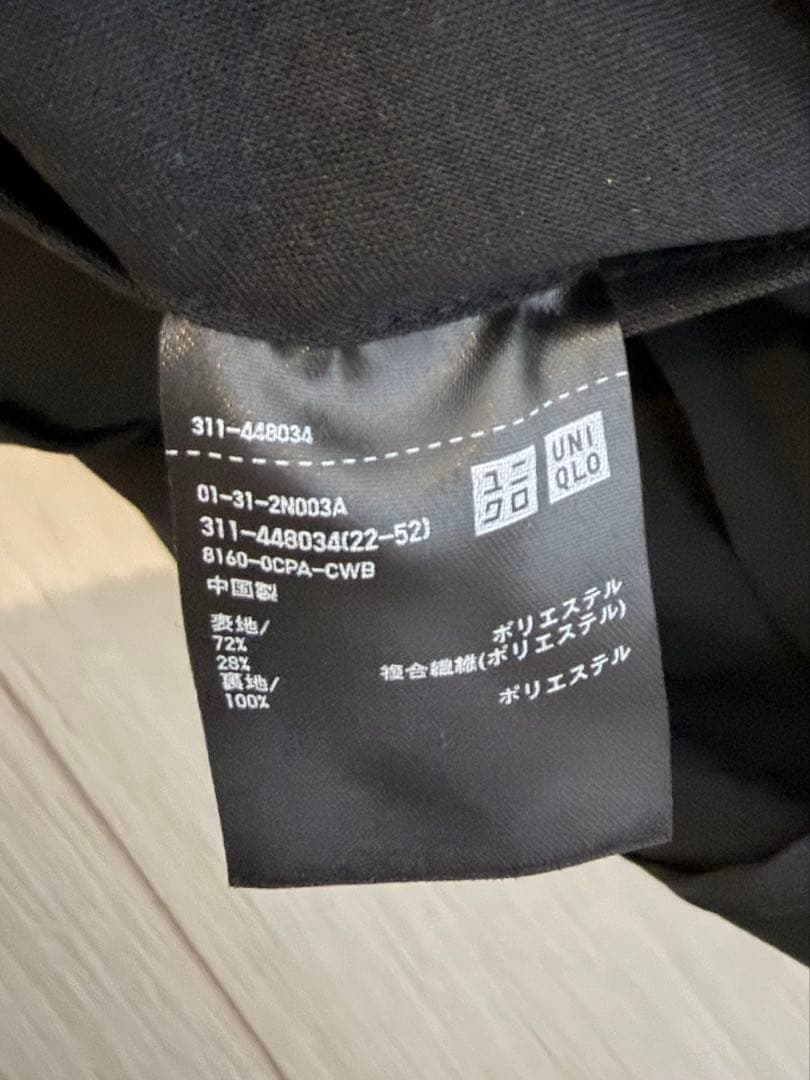 311-448034
ユニ
クロ
UNI
QLO
01-31-2N003A
311-448034(22-52)
8160-0CPA-CWB
中国製
表地/
72% ポリエステル
28% 複合繊維(ポリエステル)
裏地/
100% ポリエステル